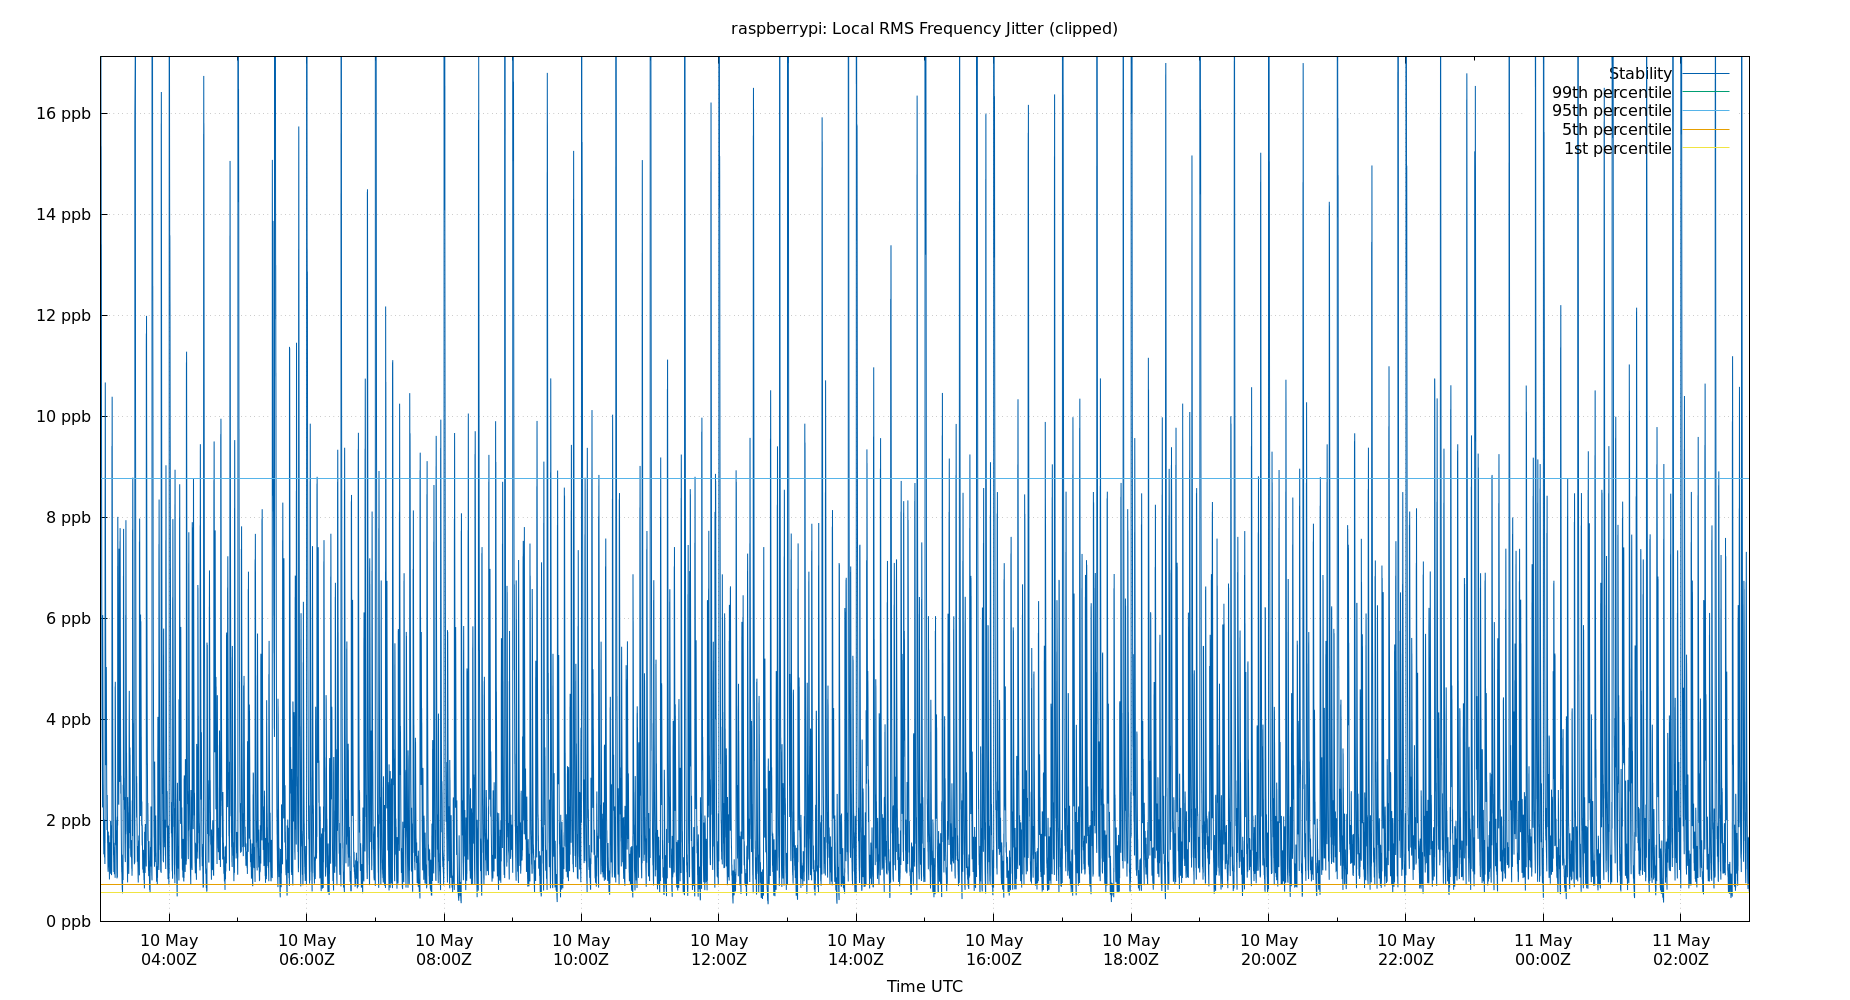 raspberrypi: Local RMS Frequency Jitter (clipped)
Stability
99th percentile
95th percentile
5th percentile
1st percentile
16 ppb
14 ppb
12 ppb
10 ppb
8 ppb
6 ppb
4 ppb
2 ppb
0 ppb
10 May 10 May 10 May 10 May 10 May 10 May 10 May 10 May 10 May 10 May 11 May 11 May
04:00Z 06:00Z 08:00Z 10:00Z 12:00Z 14:00Z 16:00Z 18:00Z 20:00Z 22:00Z 00:00Z 02:00Z
Time UTC